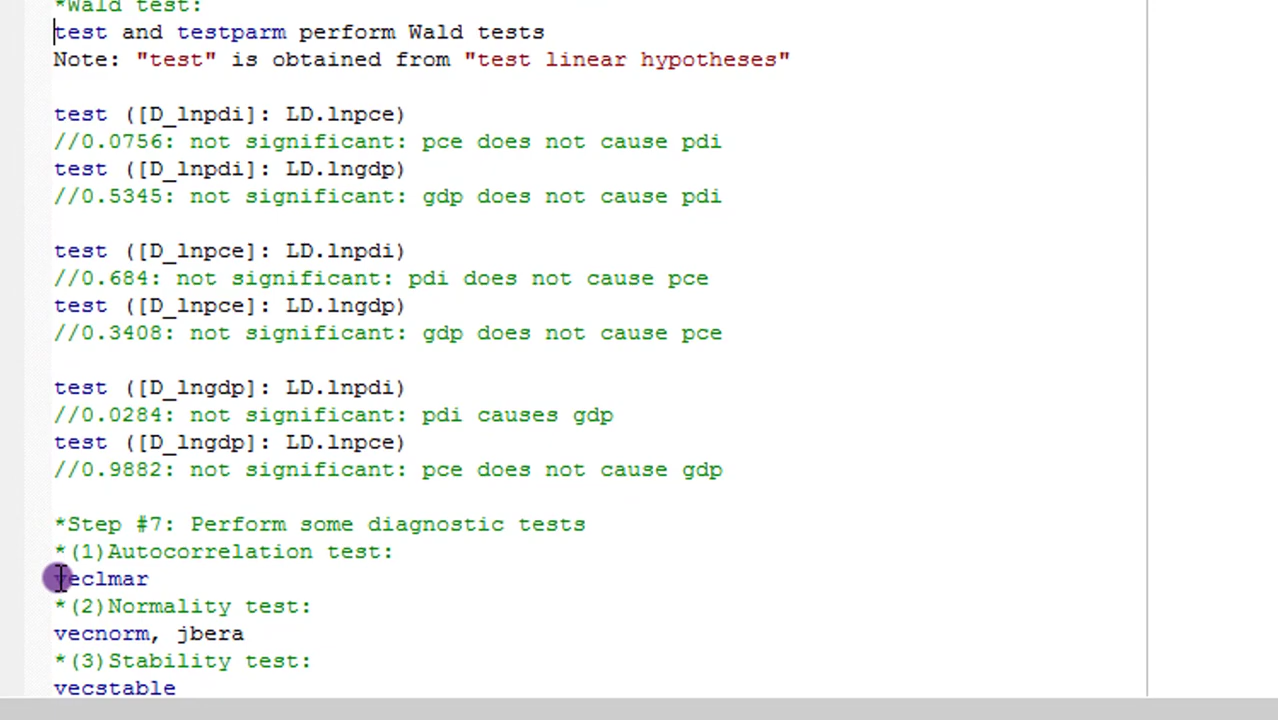 *Wald test:
test and testparm perform Wald tests
Note: "test" is obtained from "test linear hypotheses"
test ([D_lnpdi]: LD.lnpce)
//0.0756: not significant: pce does not cause pdi
test ([D_lnpdi]: LD.lngdp)
//0.5345: not significant: gdp does not cause pdi
test ([D_lnpce]: LD.lnpdi)
//0.684: not significant: pdi does not cause pce
test ([D_lnpce]: LD.lngdp)
//0.3408: not significant: gdp does not cause pce
test ([D_lngdp]: LD.lnpdi)
//0.0284: not significant: pdi causes gdp
test ([D_lngdp]: LD.lnpce)
//0.9882: not significant: pce does not cause gdp
*Step #7: Perform some diagnostic tests
*(1)Autocorrelation test:
veclmar
*(2)Normality test:
vecnorm, jbera
*(3)Stability test:
vecstable